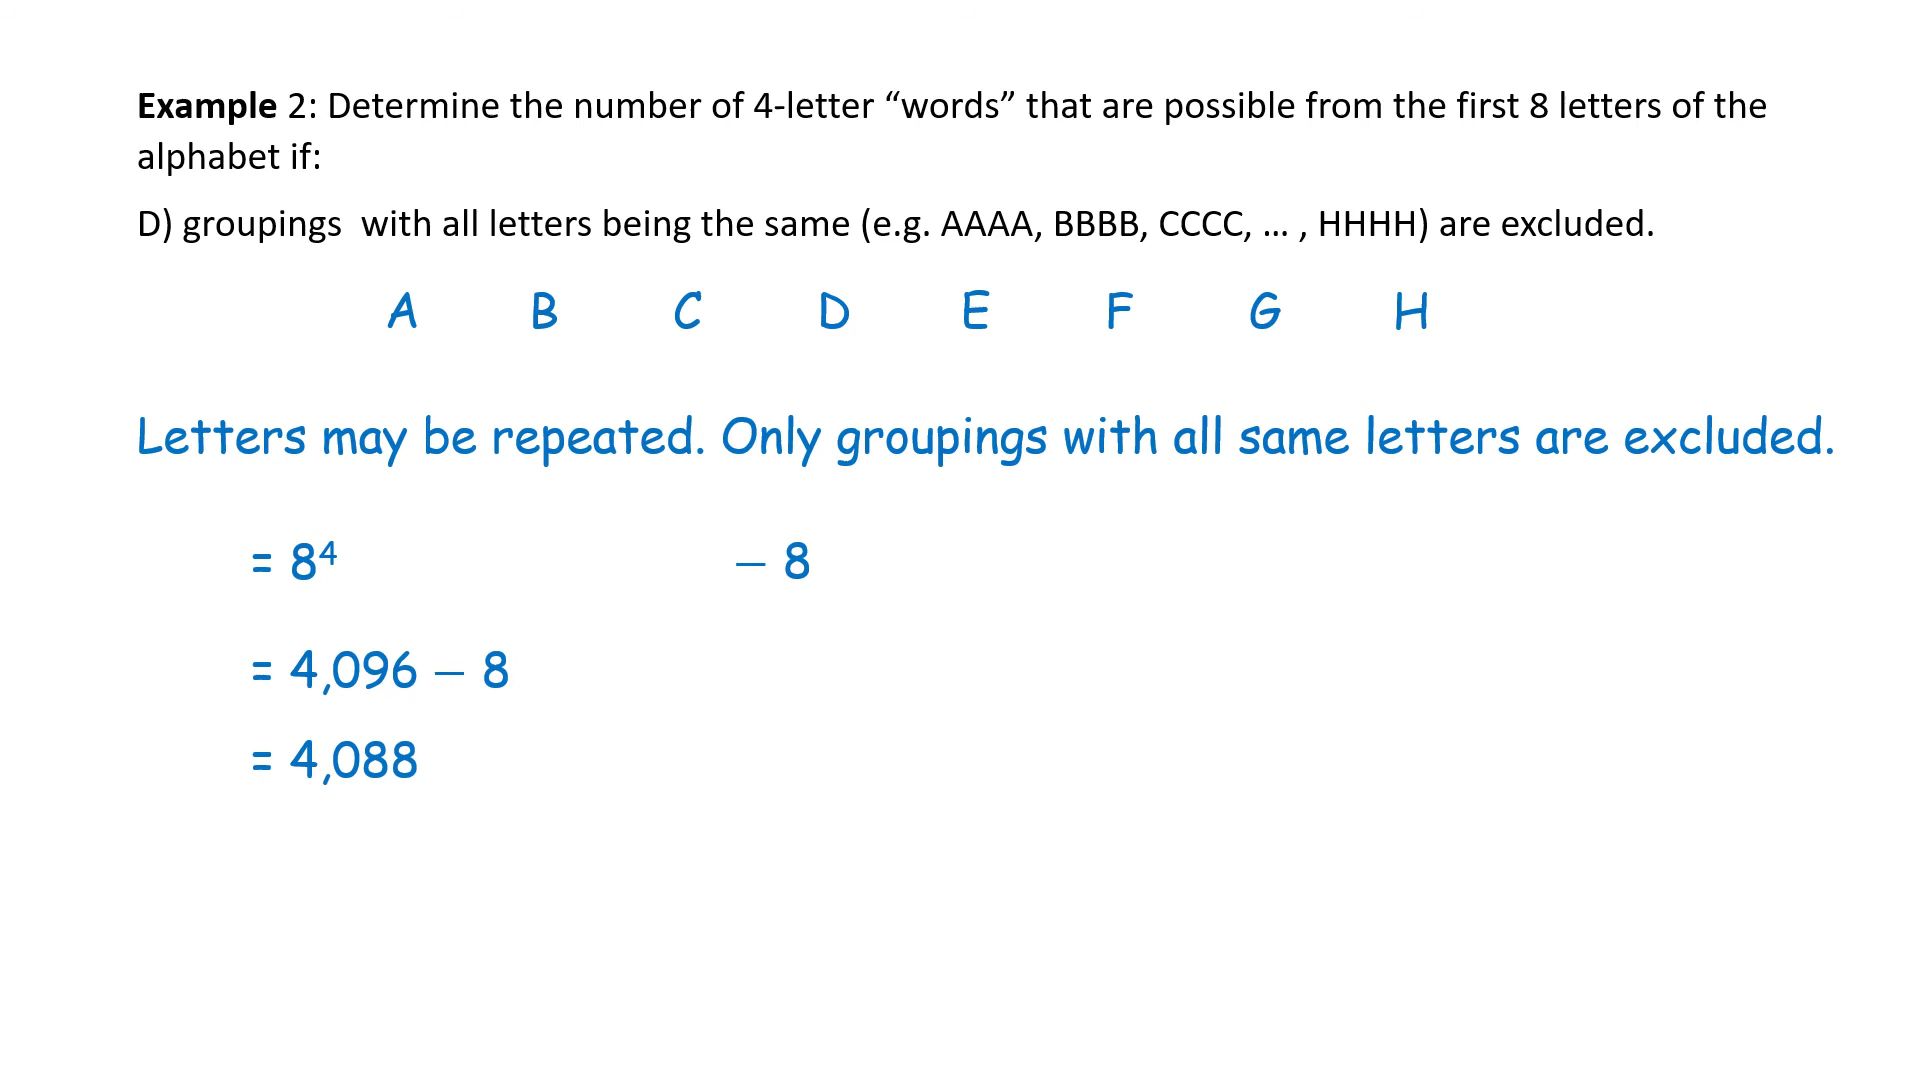 Example 2: Determine the number of 4-letter “words” that are possible from the first 8 letters of the
alphabet if:
D) groupings  with all letters being the same (e.g. AAAA, BBBB, CCCC, … , HHHH) are excluded.
A B C D E F G H
Letters may be repeated. Only groupings with all same letters are excluded.
= 8⁴ – 8
= 4,096 – 8
= 4,088